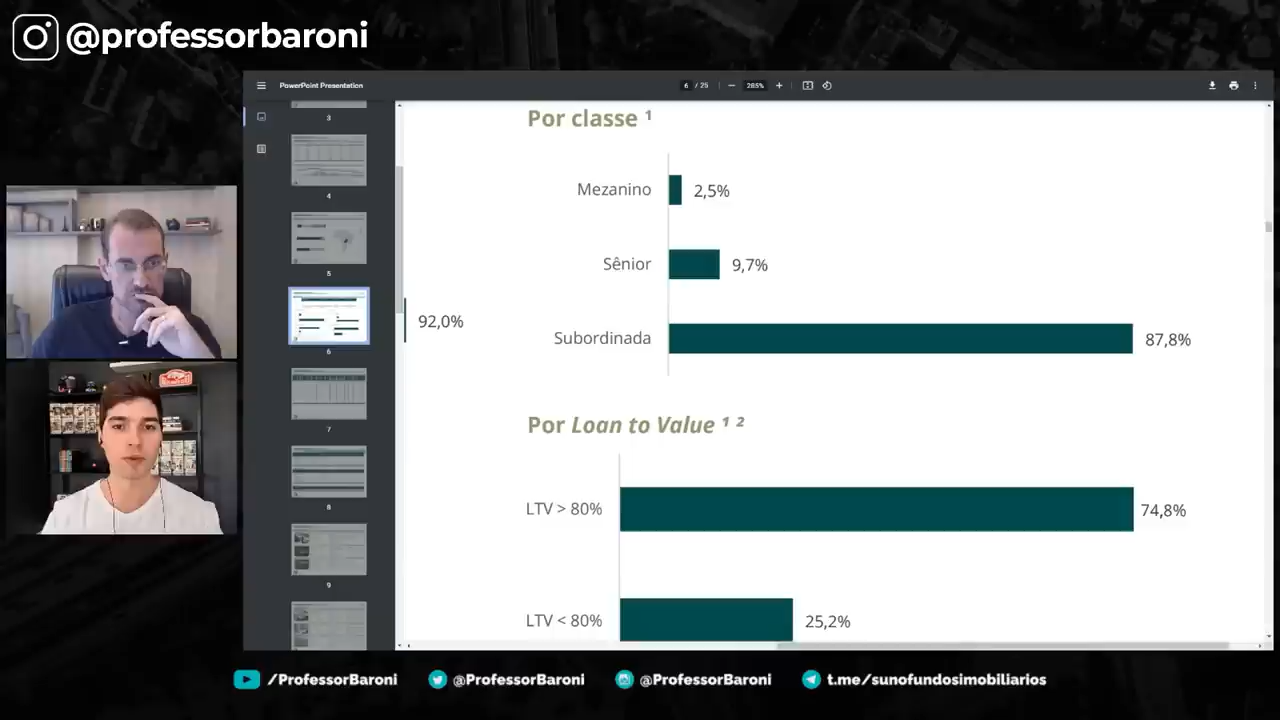 @professorbaroni
PowerPoint Presentation
6 / 25
285%
3
4
5
6
7
8
9
92,0%
Por classe ¹
Mezanino 2,5%
Sênior 9,7%
Subordinada 87,8%
Por Loan to Value ¹ ²
LTV > 80% 74,8%
LTV < 80% 25,2%
/ProfessorBaroni @ProfessorBaroni @ProfessorBaroni t.me/sunofundosimobiliarios